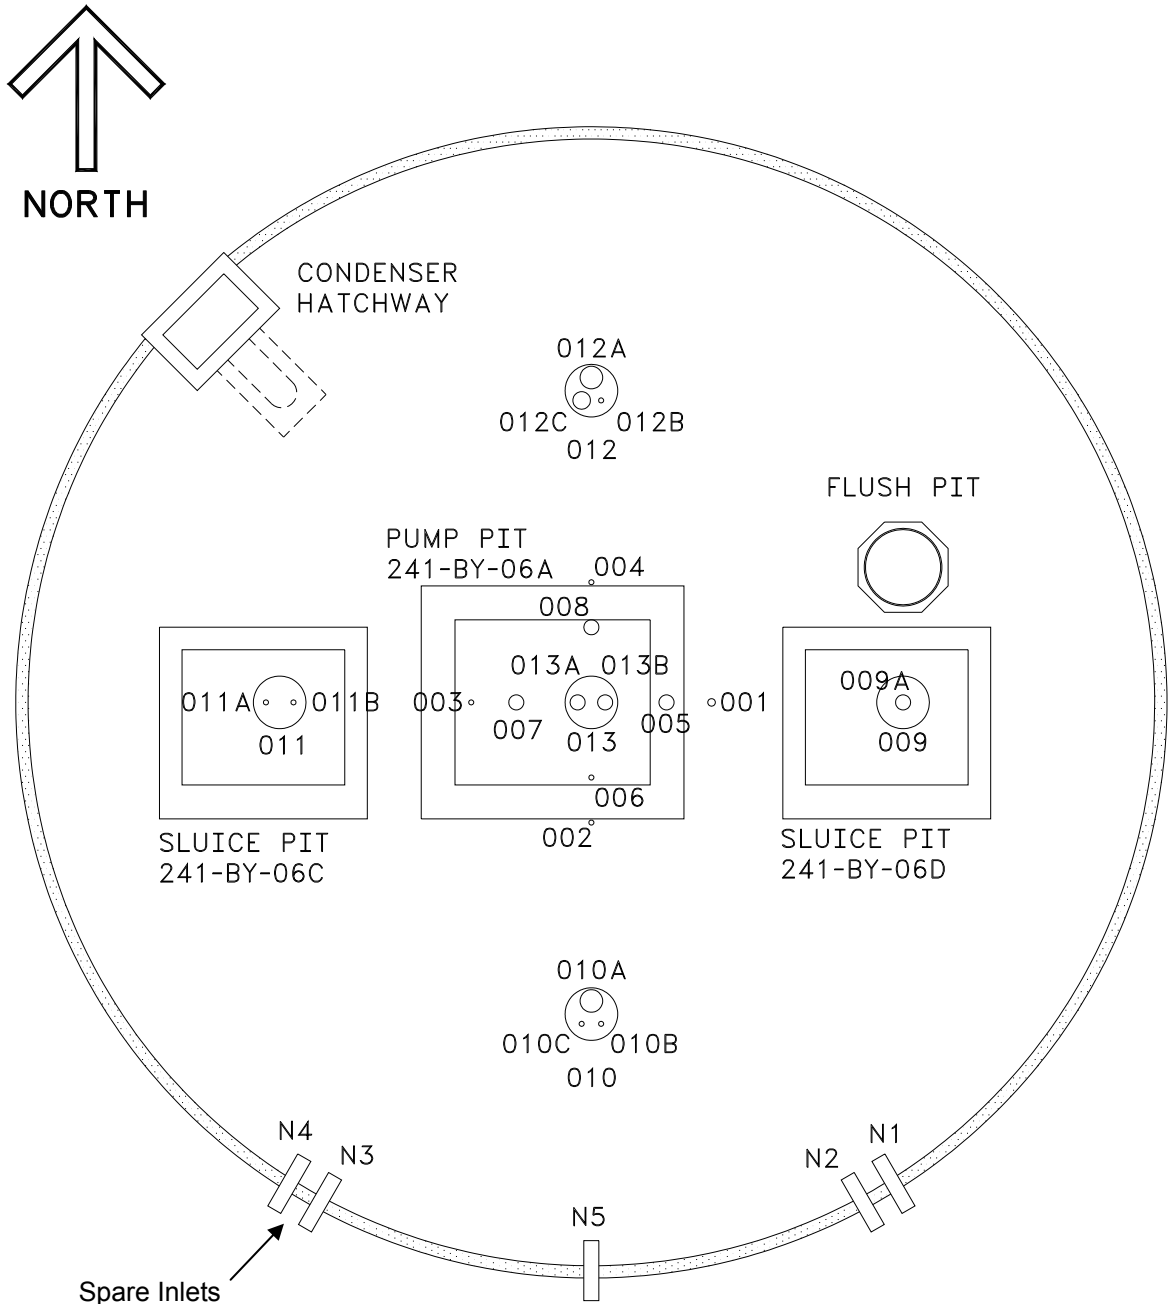 NORTH
CONDENSER
HATCHWAY
012A
012C
012B
012
FLUSH PIT
PUMP PIT
241-BY-06A
004
008
013A
013B
009A
011A
011B
003
001
007
005
011
013
009
006
002
SLUICE PIT
241-BY-06C
SLUICE PIT
241-BY-06D
010A
010C
010B
010
N4
N3
N2
N1
N5
Spare Inlets